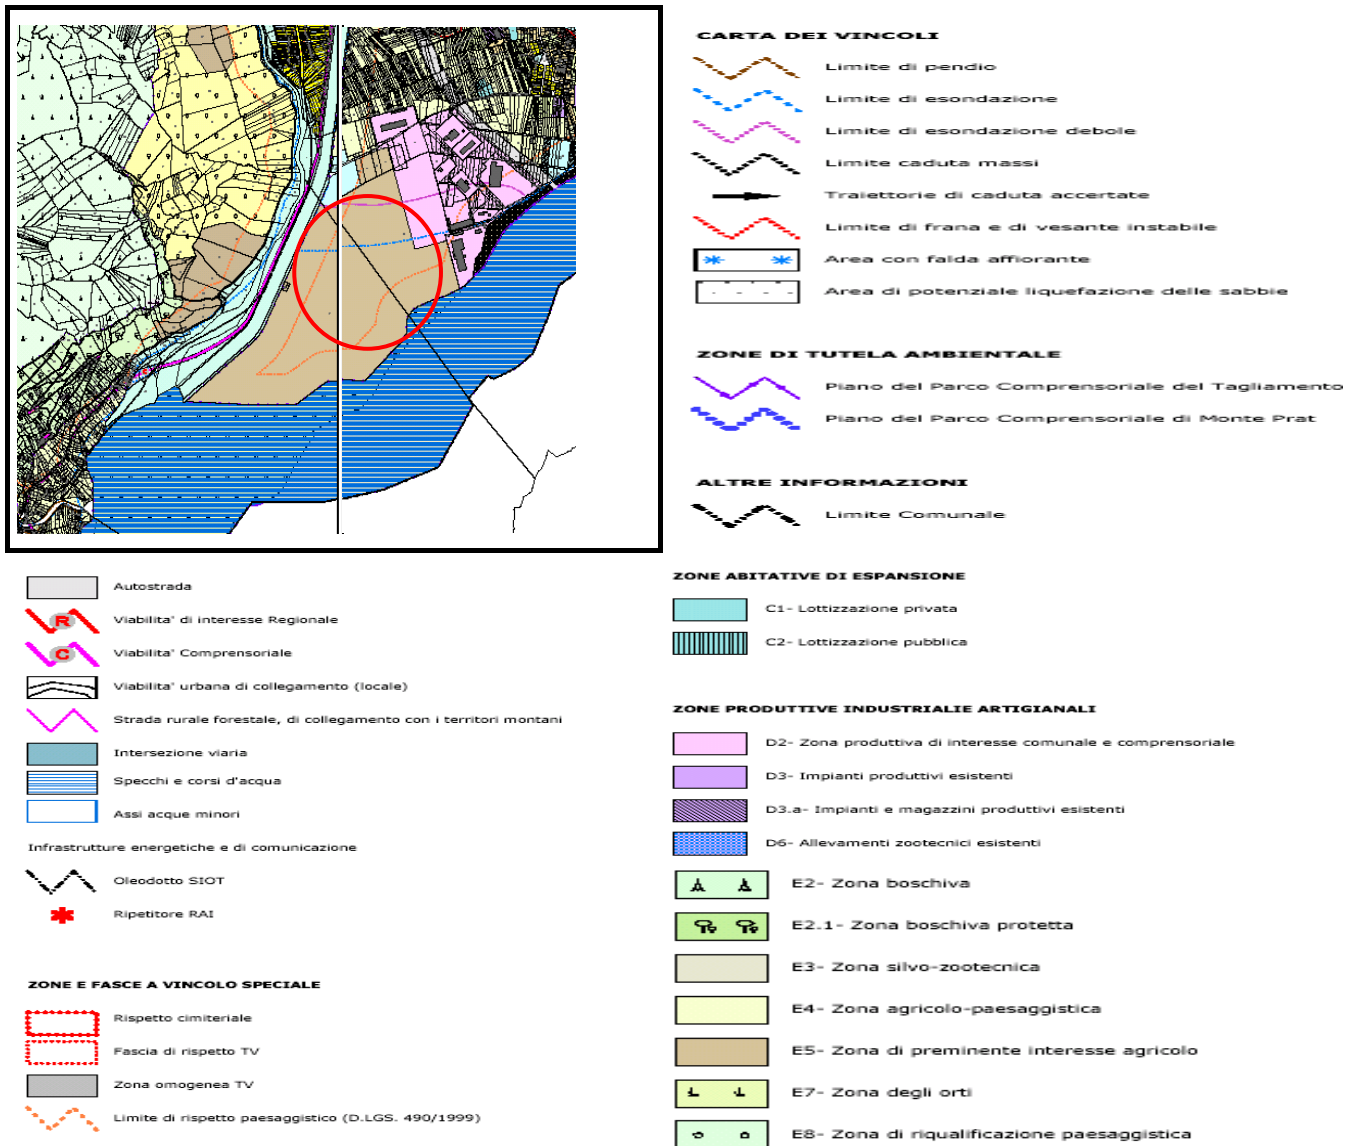 CARTA DEI VINCOLI
Limite di pendio
Limite di esondazione
Limite di esondazione debole
Limite caduta massi
Traiettorie di caduta accertate
Limite di frana e di vesante instabile
Area con falda affiorante
Area di potenziale liquefazione delle sabbie
ZONE DI TUTELA AMBIENTALE
Piano del Parco Comprensoriale del Tagliamento
Piano del Parco Comprensoriale di Monte Prat
ALTRE INFORMAZIONI
Limite Comunale
Autostrada
R
Viabilita' di interesse Regionale
C
Viabilita' Comprensoriale
Viabilita' urbana di collegamento (locale)
Strada rurale forestale, di collegamento con i territori montani
Intersezione viaria
Specchi e corsi d'acqua
Assi acque minori
Infrastrutture energetiche e di comunicazione
Oleodotto SIOT
Ripetitore RAI
ZONE E FASCE A VINCOLO SPECIALE
Rispetto cimiteriale
Fascia di rispetto TV
Zona omogenea TV
Limite di rispetto paesaggistico (D.LGS. 490/1999)
ZONE ABITATIVE DI ESPANSIONE
C1- Lottizzazione privata
C2- Lottizzazione pubblica
ZONE PRODUTTIVE INDUSTRIALIE ARTIGIANALI
D2- Zona produttiva di interesse comunale e comprensoriale
D3- Impianti produttivi esistenti
D3.a- Impianti e magazzini produttivi esistenti
D6- Allevamenti zootecnici esistenti
E2- Zona boschiva
E2.1- Zona boschiva protetta
E3- Zona silvo-zootecnica
E4- Zona agricolo-paesaggistica
E5- Zona di preminente interesse agricolo
E7- Zona degli orti
E8- Zona di riqualificazione paesaggistica